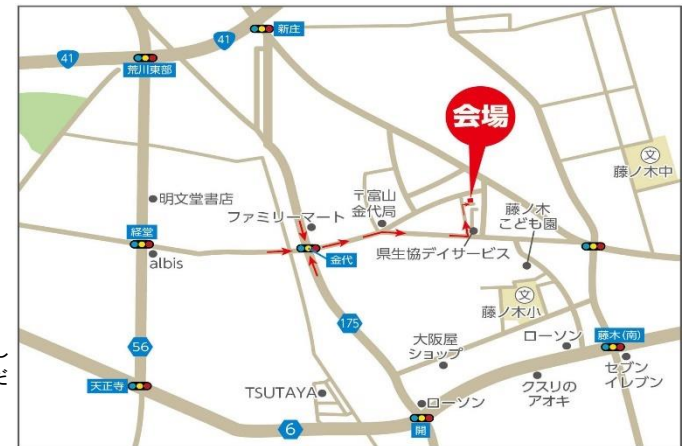 41
41
新庄
荒川東部
会場
文
藤ノ木中
明文堂書店
〒富山
金代局
ファミリーマート
藤ノ木
こども園
経堂
金代
県生協デイサービス
albis
文
藤ノ木小
175
大阪屋
ショップ
ローソン
藤木(南)
56
し
だ
セブン
イレブン
クスリの
アオキ
天正寺
TSUTAYA
ローソン
6
開